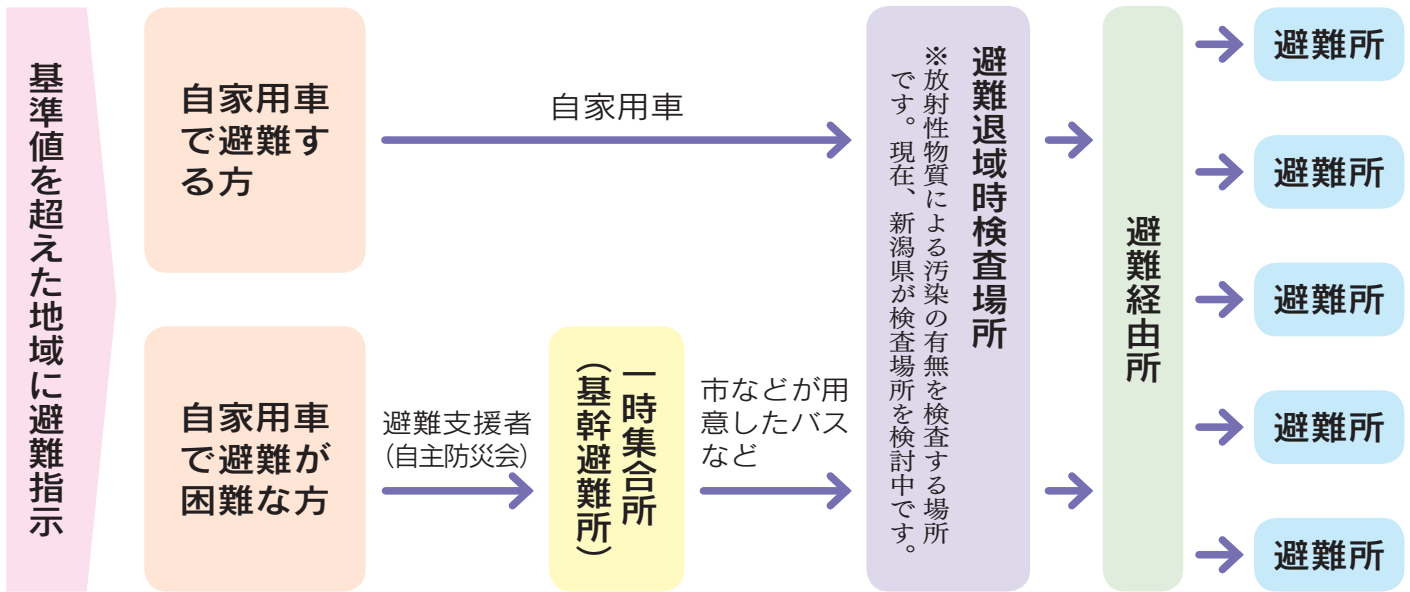 基準値を超えた地域に避難指示
自家用車
で避難す
る方
自家用車
避難退域時検査場所
※放射性物質による汚染の有無を検査する場所
です。現在、新潟県が検査場所を検討中です。
避難経由所
避難所
避難所
避難所
避難所
避難所
自家用車
で避難が
困難な方
避難支援者
（自主防災会）
一時集合所
（基幹避難所）
市などが用
意したバス
など